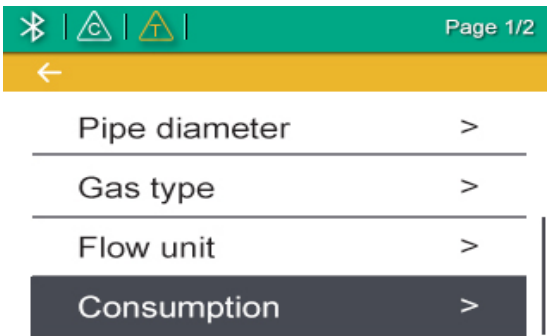 C T Page 1/2
←
Pipe diameter >
Gas type >
Flow unit >
Consumption >